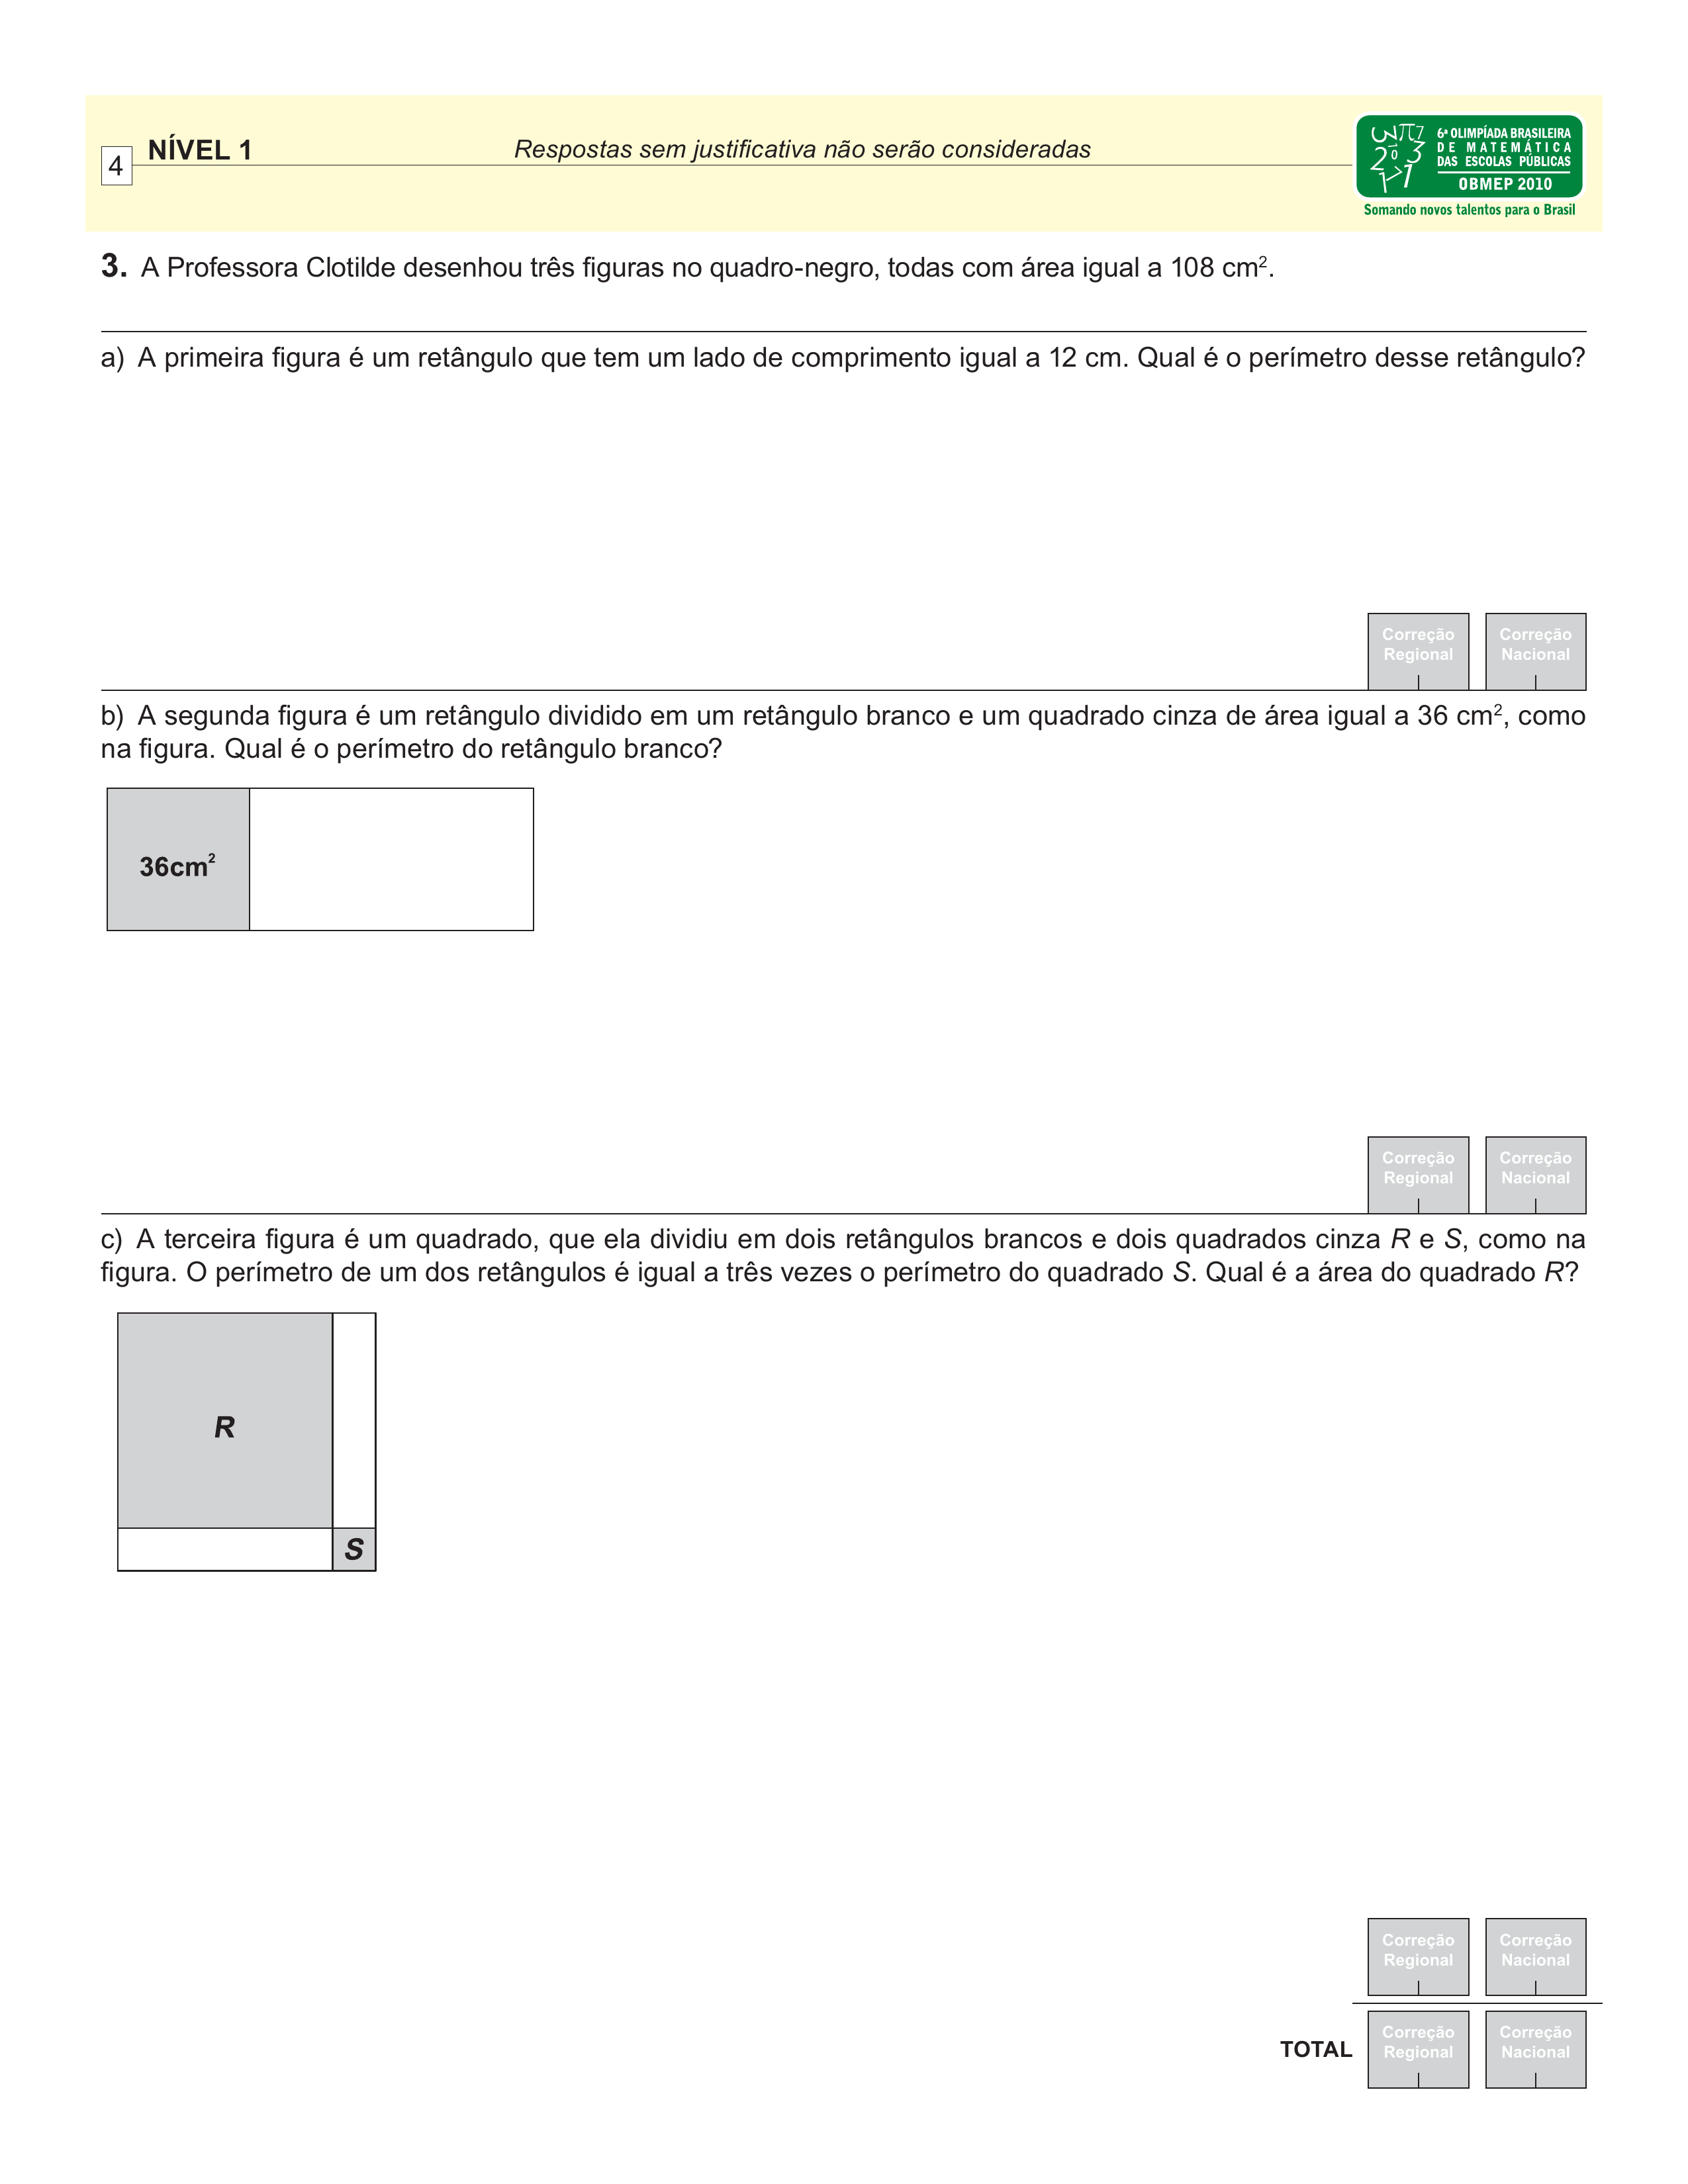 4
NÍVEL 1
Respostas sem justificativa não serão consideradas
6ª OLIMPÍADA BRASILEIRA
DE MATEMÁTICA
DAS ESCOLAS PÚBLICAS
OBMEP 2010
Somando novos talentos para o Brasil
3. A Professora Clotilde desenhou três figuras no quadro-negro, todas com área igual a 108 cm².
a) A primeira figura é um retângulo que tem um lado de comprimento igual a 12 cm. Qual é o perímetro desse retângulo?
Correção
Regional
Correção
Nacional
b) A segunda figura é um retângulo dividido em um retângulo branco e um quadrado cinza de área igual a 36 cm², como
na figura. Qual é o perímetro do retângulo branco?
36cm²
Correção
Regional
Correção
Nacional
c) A terceira figura é um quadrado, que ela dividiu em dois retângulos brancos e dois quadrados cinza R e S, como na
figura. O perímetro de um dos retângulos é igual a três vezes o perímetro do quadrado S. Qual é a área do quadrado R?
R
S
Correção
Regional
Correção
Nacional
TOTAL
Correção
Regional
Correção
Nacional